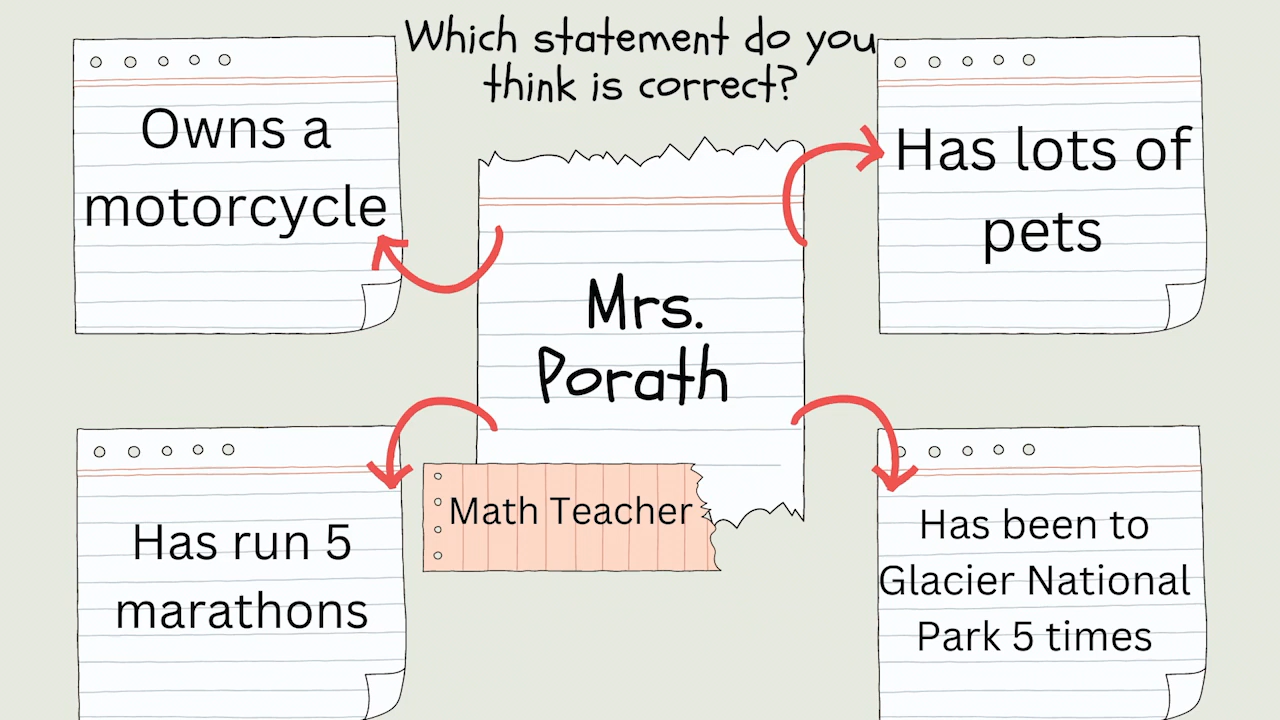 Which statement do you
think is correct?
Owns a
motorcycle
Has lots of
pets
Mrs.
Porath
Math Teacher
Has run 5
marathons
Has been to
Glacier National
Park 5 times